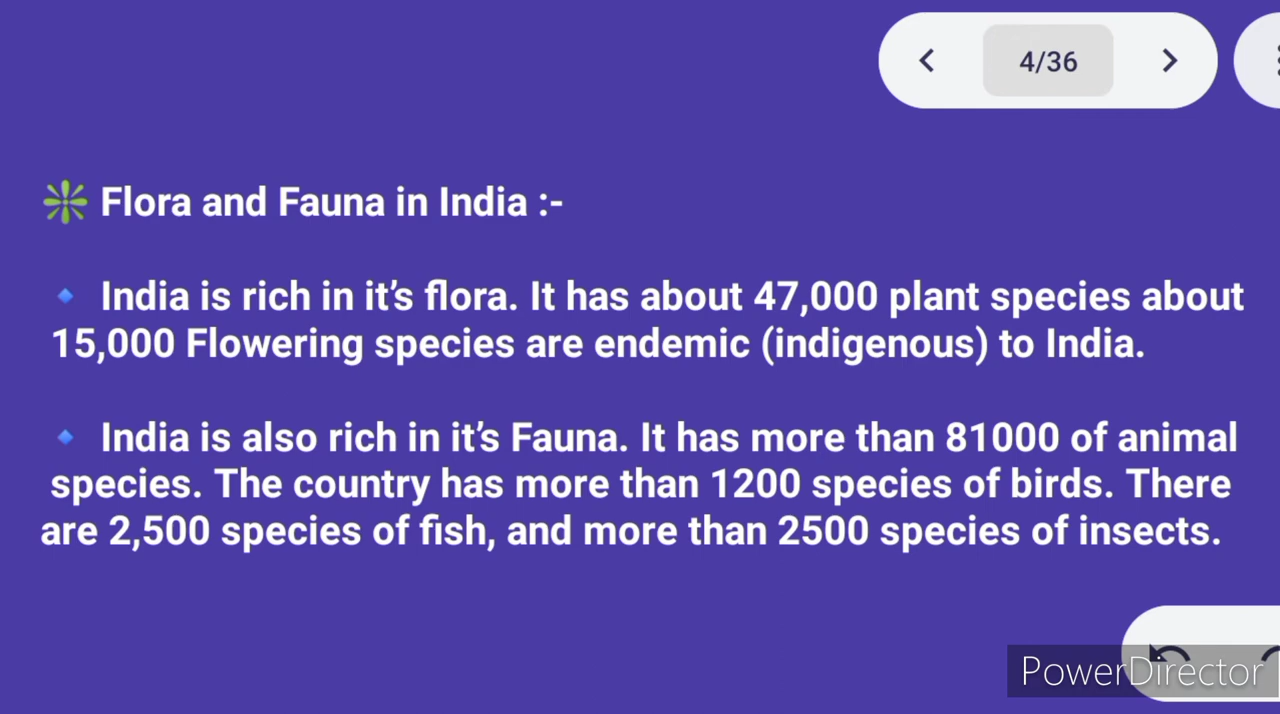 4/36
Flora and Fauna in India :-
India is rich in it’s flora. It has about 47,000 plant species about
15,000 Flowering species are endemic (indigenous) to India.
India is also rich in it’s Fauna. It has more than 81000 of animal
species. The country has more than 1200 species of birds. There
are 2,500 species of fish, and more than 2500 species of insects.
PowerDirector